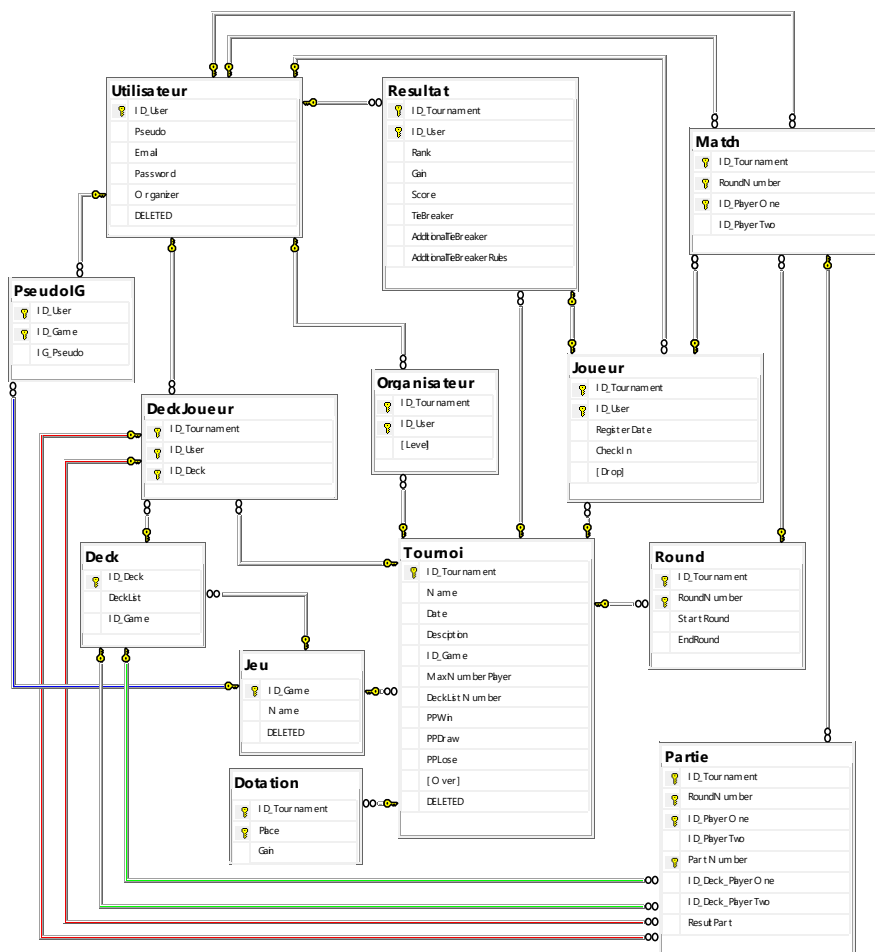 Utilisateur
ID_User
Pseudo
Email
Password
Organizer
DELETED
Resultat
ID_Tournament
ID_User
Rank
Gain
Score
TieBreaker
AdditionalTieBreaker
AdditionalTieBreakerRules
Match
ID_Tournament
RoundNumber
ID_PlayerOne
ID_PlayerTwo
PseudoIG
ID_User
ID_Game
IG_Pseudo
DeckJoueur
ID_Tournament
ID_User
ID_Deck
Organisateur
ID_Tournament
ID_User
[Level]
Joueur
ID_Tournament
ID_User
RegisterDate
CheckIn
[Drop]
Deck
ID_Deck
DeckList
ID_Game
Tournoi
ID_Tournament
Name
Date
Desciption
ID_Game
MaxNumberPlayer
DeckListNumber
PPWin
PPDraw
PPLose
[Over]
DELETED
Round
ID_Tournament
RoundNumber
StartRound
EndRound
Jeu
ID_Game
Name
DELETED
Dotation
ID_Tournament
Place
Gain
Partie
ID_Tournament
RoundNumber
ID_PlayerOne
ID_PlayerTwo
PartNumber
ID_Deck_PlayerOne
ID_Deck_PlayerTwo
ResultPart